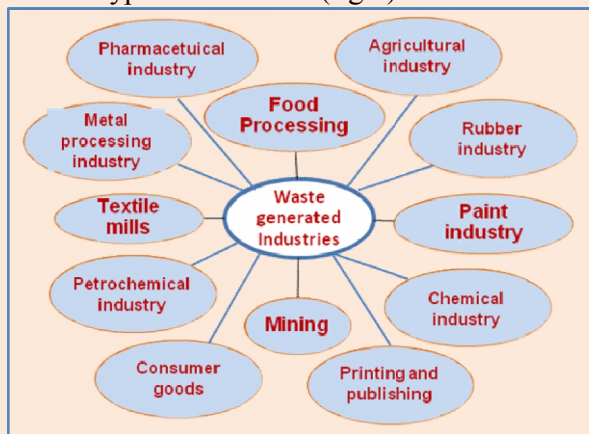 Pharmacetuical
industry
Agricultural
industry
Food
Processing
Metal
processing
industry
Rubber
industry
Waste
generated
Industries
Textile
mills
Paint
industry
Petrochemical
industry
Chemical
industry
Mining
Consumer
goods
Printing and
publishing